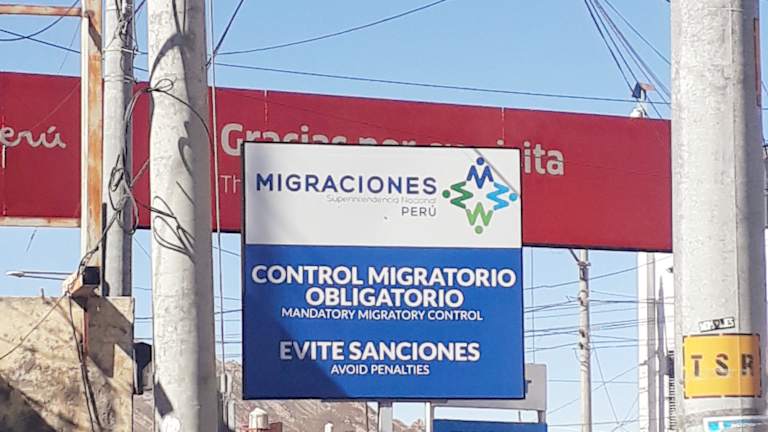 erú
Gracias por su visita
Th
MIGRACIONES
Superintendencia Nacional
PERÚ
CONTROL MIGRATORIO
OBLIGATORIO
MANDATORY MIGRATORY CONTROL
EVITE SANCIONES
AVOID PENALTIES
TSR